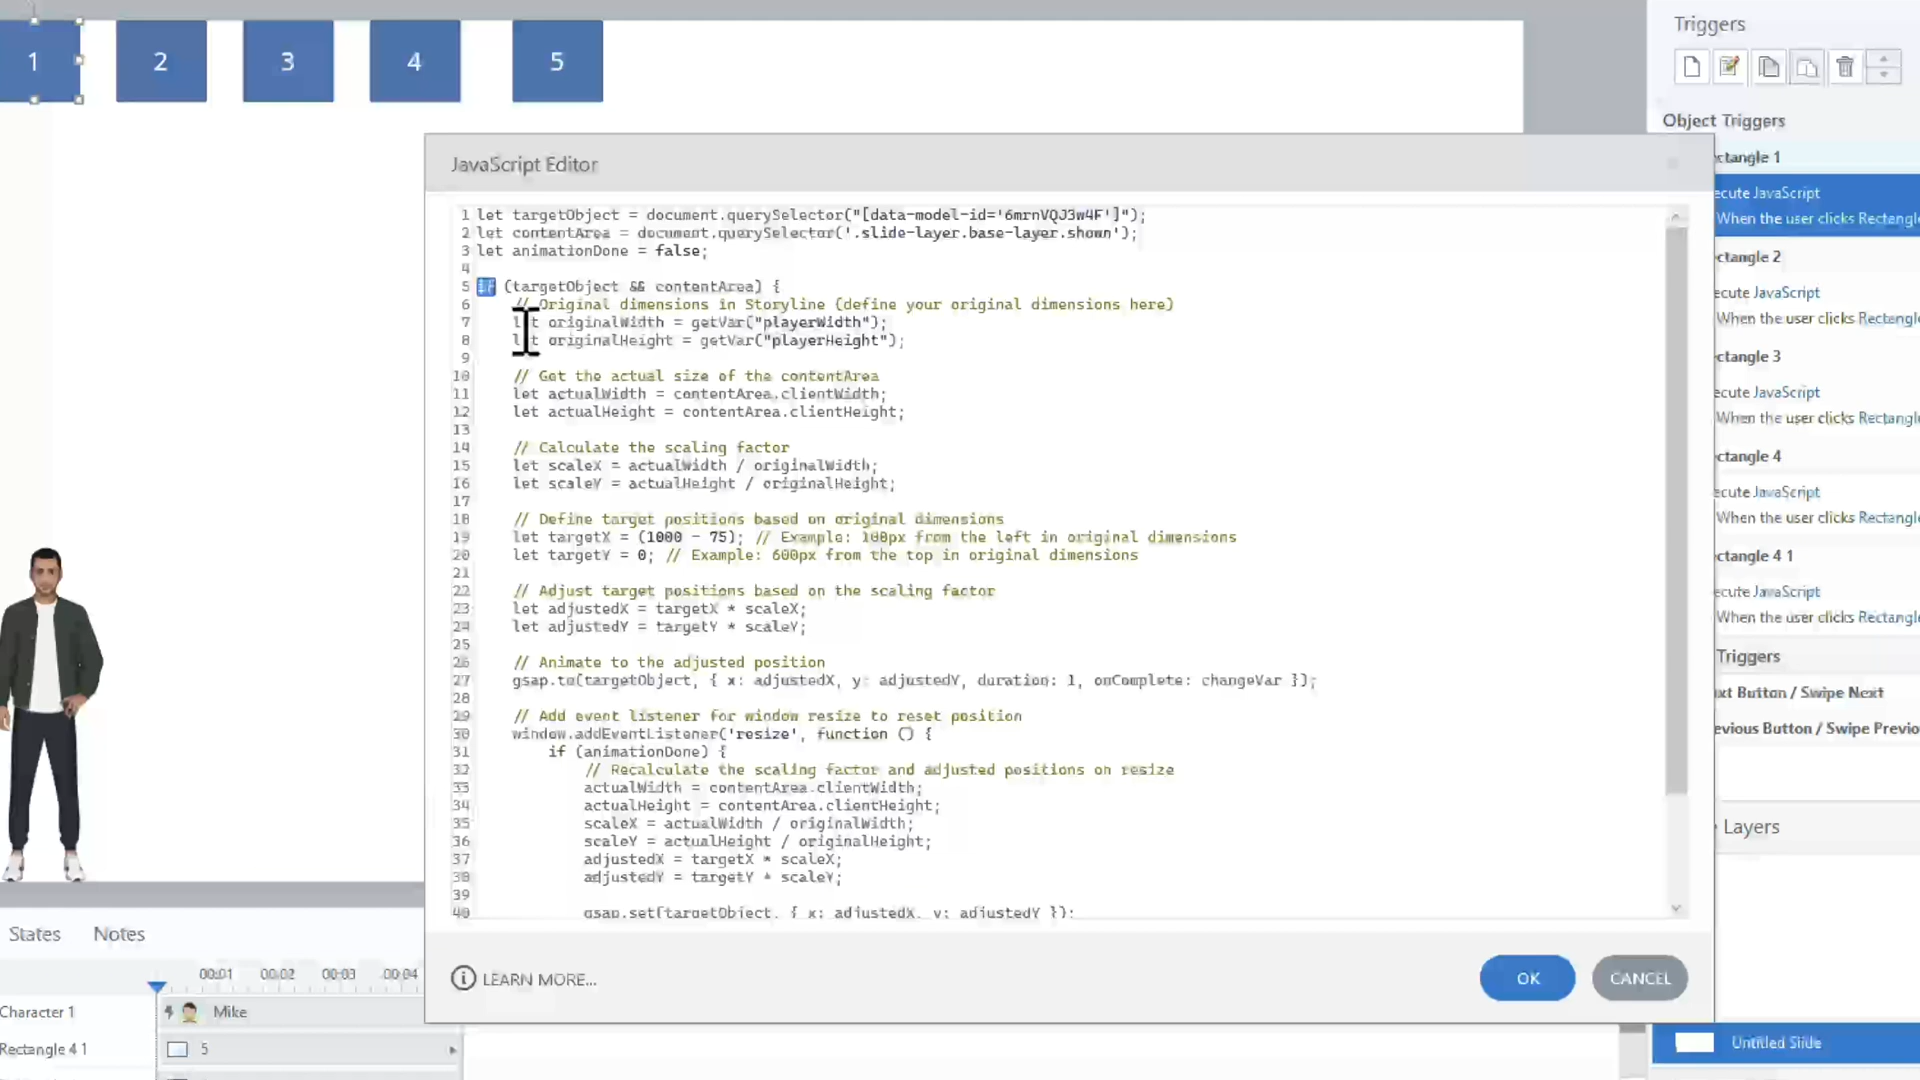 1
2
3
4
5
Triggers
Object Triggers
ctangle 1
ecute JavaScript
When the user clicks Rectangle
ctangle 2
ecute JavaScript
When the user clicks Rectangle
ctangle 3
ecute JavaScript
When the user clicks Rectangle
ctangle 4
ecute JavaScript
When the user clicks Rectangle
ctangle 4 1
ecute JavaScript
When the user clicks Rectangle
Triggers
xt Button / Swipe Next
evious Button / Swipe Previo
Layers
Untitled Slide
JavaScript Editor
1 let targetObject = document.querySelector("[data-model-id='6mrnVQJ3w4F']");
2 let contentArea = document.querySelector('.slide-layer.base-layer.shown');
3 let animationDone = false;
4
5 if (targetObject && contentArea) {
6 // Original dimensions in Storyline (define your original dimensions here)
7 let originalWidth = getVar("playerWidth");
8 let originalHeight = getVar("playerHeight");
9
10 // Get the actual size of the contentArea
11 let actualWidth = contentArea.clientWidth;
12 let actualHeight = contentArea.clientHeight;
13
14 // Calculate the scaling factor
15 let scaleX = actualWidth / originalWidth;
16 let scaleY = actualHeight / originalHeight;
17
18 // Define target positions based on original dimensions
19 let targetX = (1000 - 75); // Example: 100px from the left in original dimensions
20 let targetY = 0; // Example: 600px from the top in original dimensions
21
22 // Adjust target positions based on the scaling factor
23 let adjustedX = targetX * scaleX;
24 let adjustedY = targetY * scaleY;
25
26 // Animate to the adjusted position
27 gsap.to(targetObject, { x: adjustedX, y: adjustedY, duration: 1, onComplete: changeVar });
28
29 // Add event listener for window resize to reset position
30 window.addEventListener('resize', function () {
31 if (animationDone) {
32 // Recalculate the scaling factor and adjusted positions on resize
33 actualWidth = contentArea.clientWidth;
34 actualHeight = contentArea.clientHeight;
35 scaleX = actualWidth / originalWidth;
36 scaleY = actualHeight / originalHeight;
37 adjustedX = targetX * scaleX;
38 adjustedY = targetY * scaleY;
39
40 gsap.set(targetObject, { x: adjustedX, y: adjustedY });
LEARN MORE...
OK
CANCEL
States Notes
00:01 00:02 00:03 00:04
Character 1
Mike
Rectangle 4 1
5